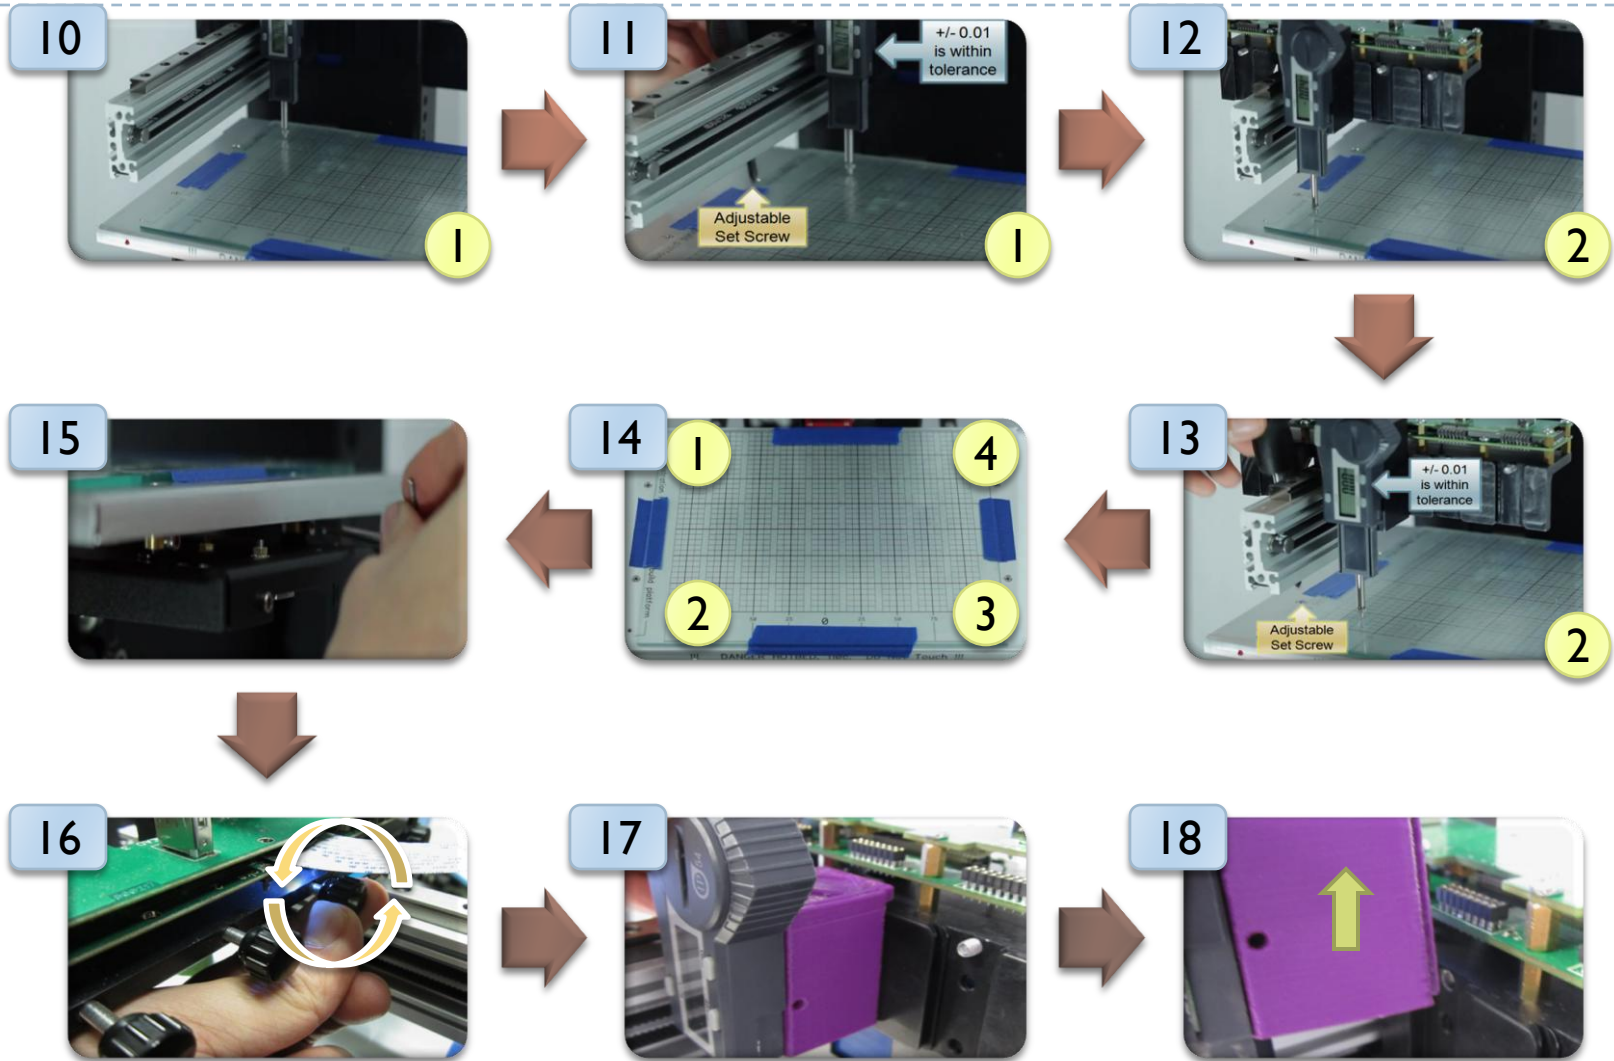 10
1
11
+/- 0.01
is within
tolerance
Adjustable
Set Screw
1
12
2
13
+/- 0.01
is within
tolerance
Adjustable
Set Screw
2
14
1
4
2
3
0
15
16
17
18